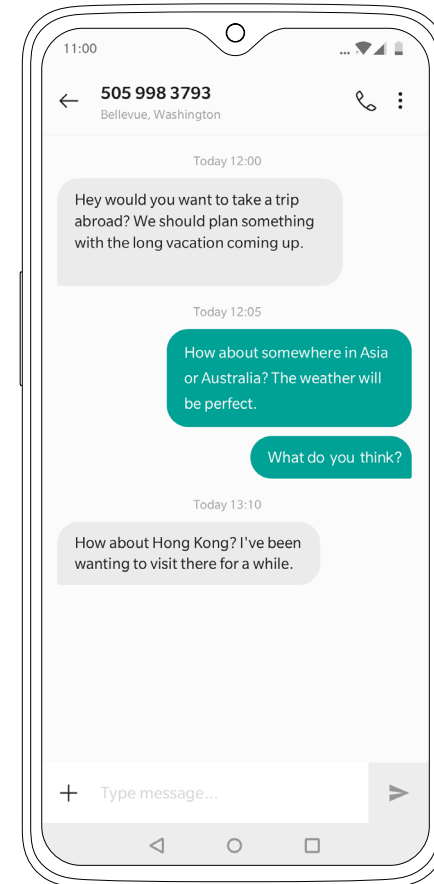 11:00
505 998 3793
Bellevue, Washington
Today 12:00
Hey would you want to take a trip
abroad? We should plan something
with the long vacation coming up.
Today 12:05
How about somewhere in Asia
or Australia? The weather will
be perfect.
What do you think?
Today 13:10
How about Hong Kong? I've been
wanting to visit there for a while.
Type message...